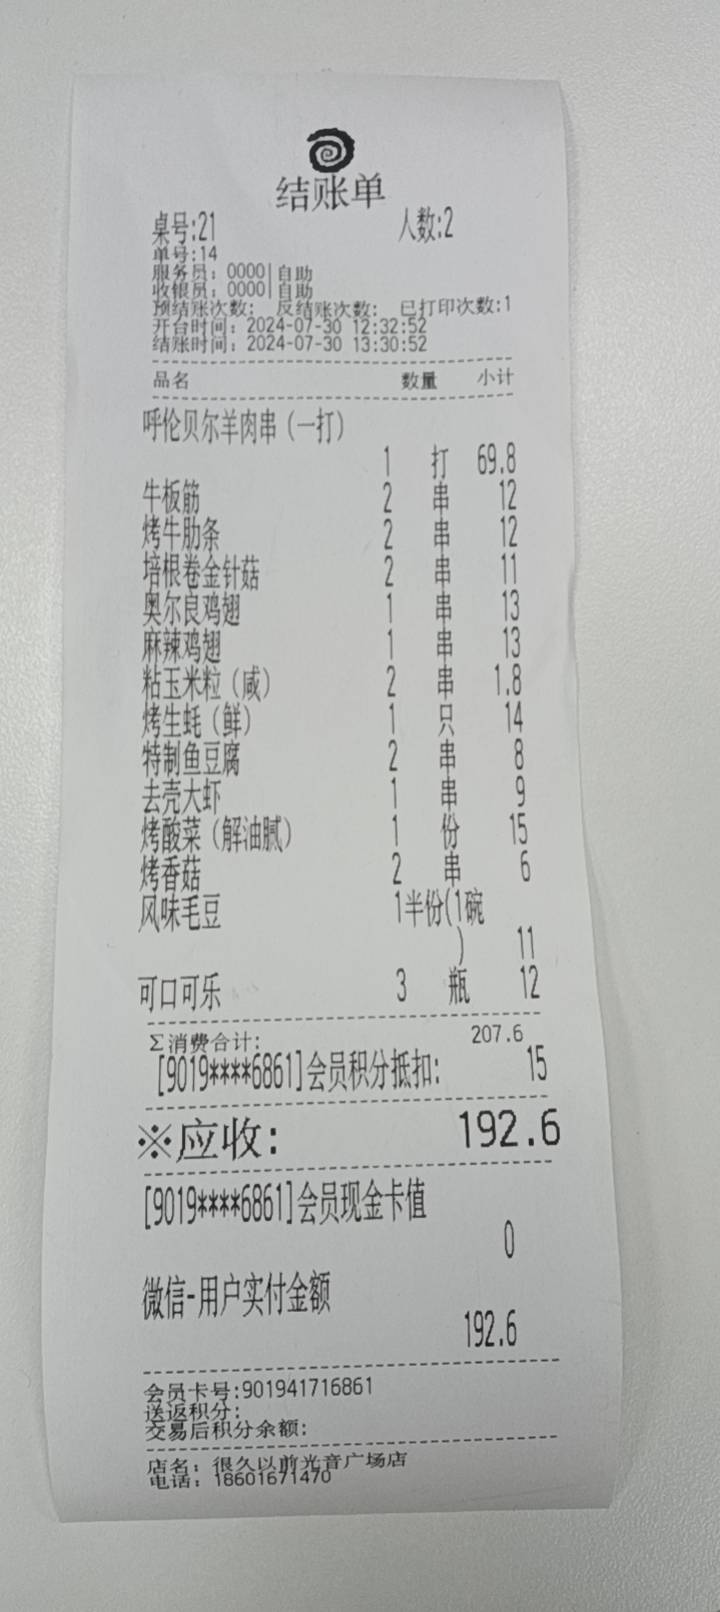 结账单
桌号:21 人数:2
单号:14
服务员: 0000|自助
收银员: 0000|自助
预结账次数: 反结账次数: 已打印次数:1
开台时间: 2024-07-30 12:32:52
结账时间: 2024-07-30 13:30:52
品名 数量 小计
呼伦贝尔羊肉串(一打)
1 打 69.8
牛板筋 2 串 12
烤牛肋条 2 串 12
培根卷金针菇 2 串 11
奥尔良鸡翅 1 串 13
麻辣鸡翅 1 串 13
粘玉米粒(咸) 2 串 1.8
烤生蚝(鲜) 1 只 14
特制鱼豆腐 2 串 8
去壳大虾 1 串 9
烤酸菜(解油腻) 1 份 15
烤香菇 2 串 6
风味毛豆 1半份(1碗
) 11
可口可乐 3 瓶 12
Σ消费合计: 207.6
[9019****6861]会员积分抵扣: 15
※应收: 192.6
[9019****6861]会员现金卡值
0
微信-用户实付金额
192.6
会员卡号:901941716861
送返积分:
交易后积分余额:
店名: 很久以前光音广场店
电话: 18601671470